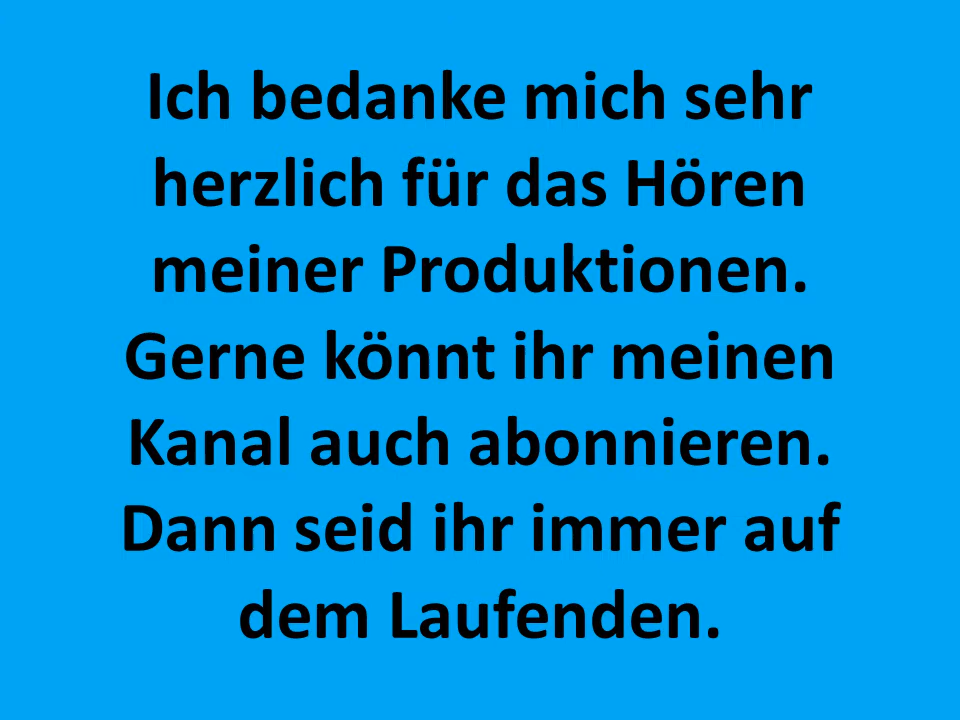 Ich bedanke mich sehr
herzlich für das Hören
meiner Produktionen.
Gerne könnt ihr meinen
Kanal auch abonnieren.
Dann seid ihr immer auf
dem Laufenden.